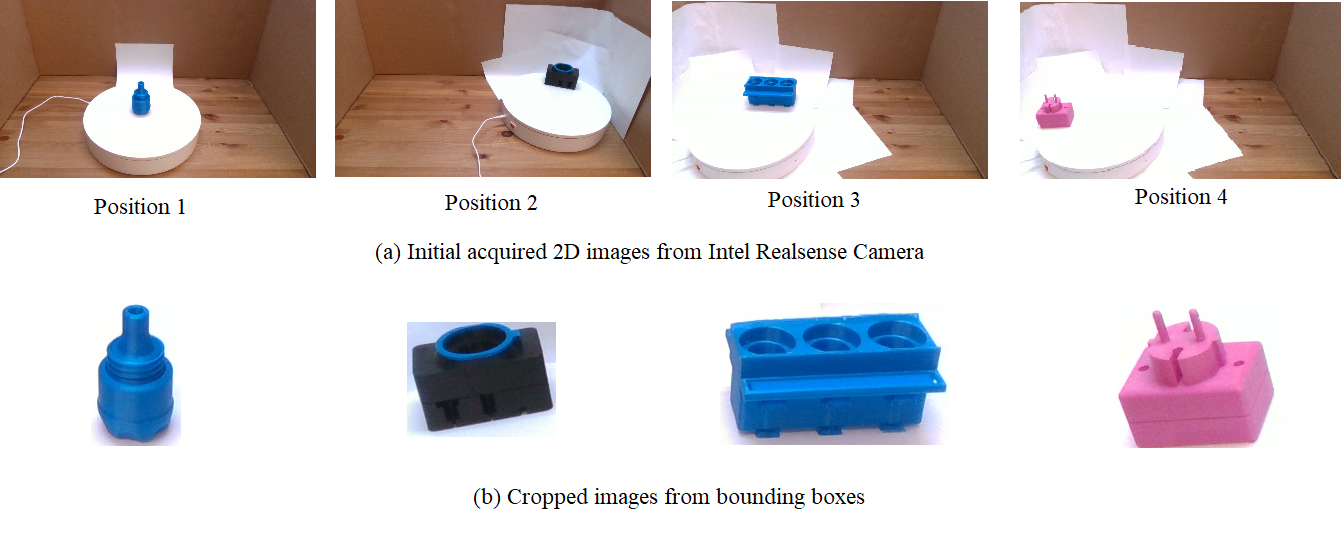 Position 1
Position 2
Position 3
Position 4
(a) Initial acquired 2D images from Intel Realsense Camera
(b) Cropped images from bounding boxes